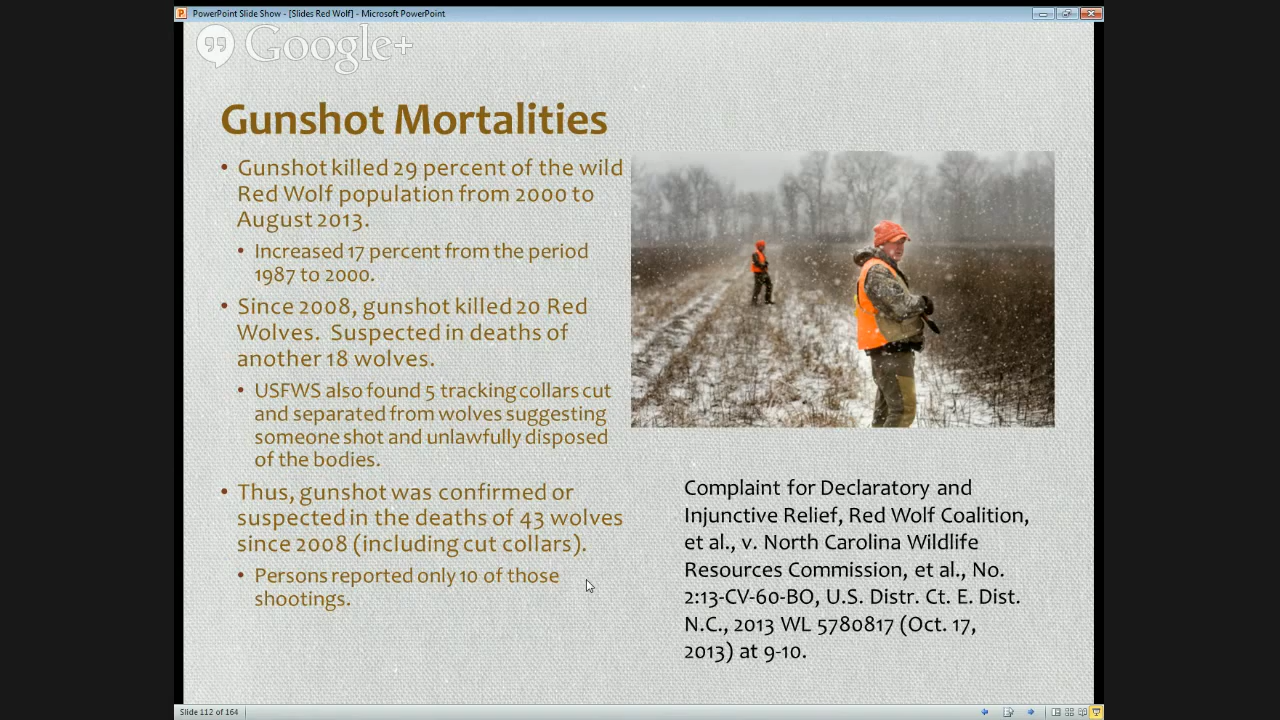 PowerPoint Slide Show - [Slides Red Wolf] - Microsoft PowerPoint
Google+
Gunshot Mortalities
• Gunshot killed 29 percent of the wild
Red Wolf population from 2000 to
August 2013.
• Increased 17 percent from the period
1987 to 2000.
• Since 2008, gunshot killed 20 Red
Wolves. Suspected in deaths of
another 18 wolves.
• USFWS also found 5 tracking collars cut
and separated from wolves suggesting
someone shot and unlawfully disposed
of the bodies.
• Thus, gunshot was confirmed or
suspected in the deaths of 43 wolves
since 2008 (including cut collars).
• Persons reported only 10 of those
shootings.
Complaint for Declaratory and
Injunctive Relief, Red Wolf Coalition,
et al., v. North Carolina Wildlife
Resources Commission, et al., No.
2:13-CV-60-BO, U.S. Distr. Ct. E. Dist.
N.C., 2013 WL 5780817 (Oct. 17,
2013) at 9-10.
Slide 112 of 164